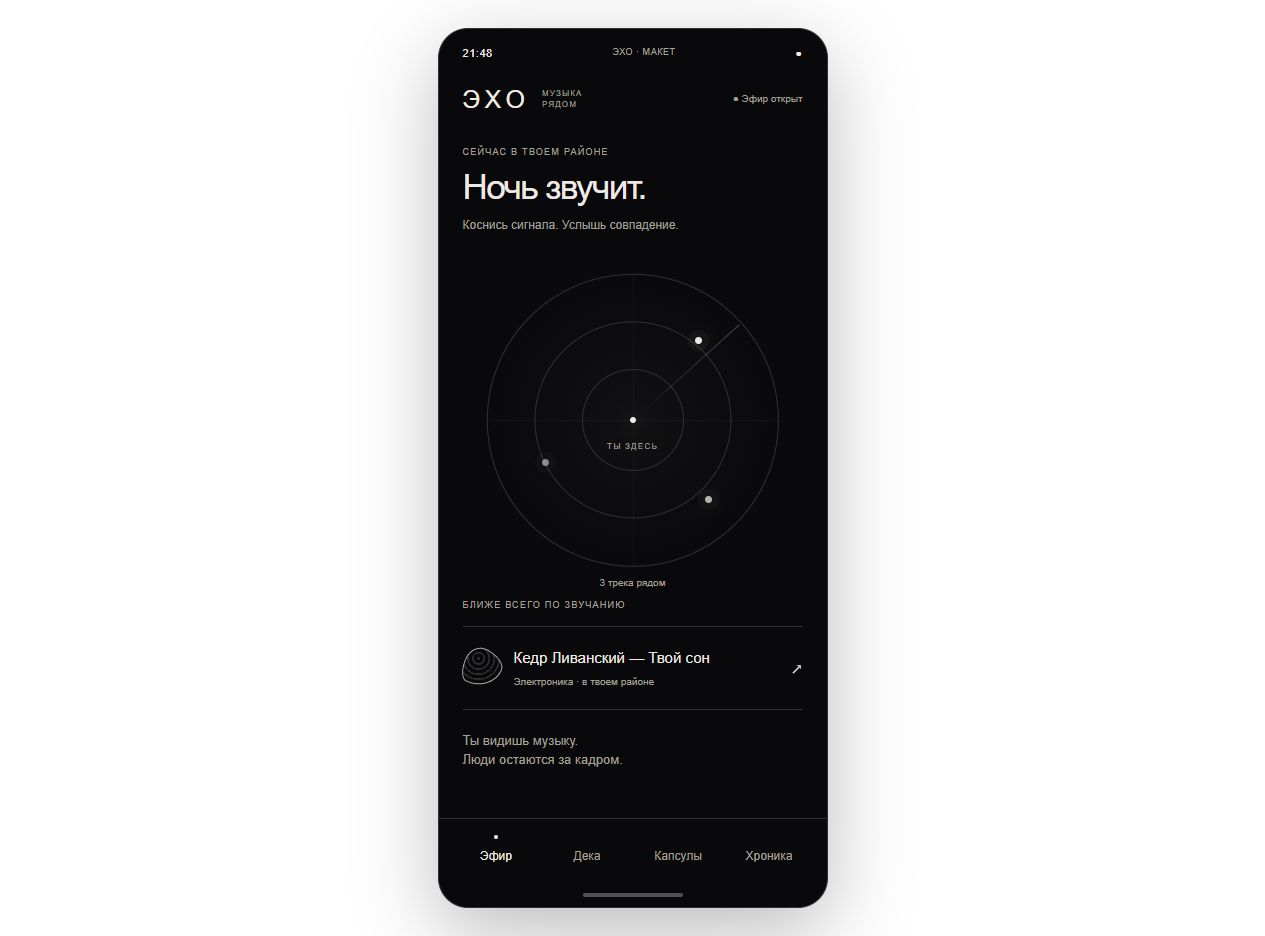 21:48
ЭХО · МАКЕТ
ЭХО
МУЗЫКА
РЯДОМ
Эфир открыт
СЕЙЧАС В ТВОЕМ РАЙОНЕ
Ночь звучит.
Коснись сигнала. Услышь совпадение.
ТЫ ЗДЕСЬ
3 трека рядом
БЛИЖЕ ВСЕГО ПО ЗВУЧАНИЮ
Кедр Ливанский — Твой сон
Электроника · в твоем районе
Ты видишь музыку.
Люди остаются за кадром.
Эфир
Дека
Капсулы
Хроника